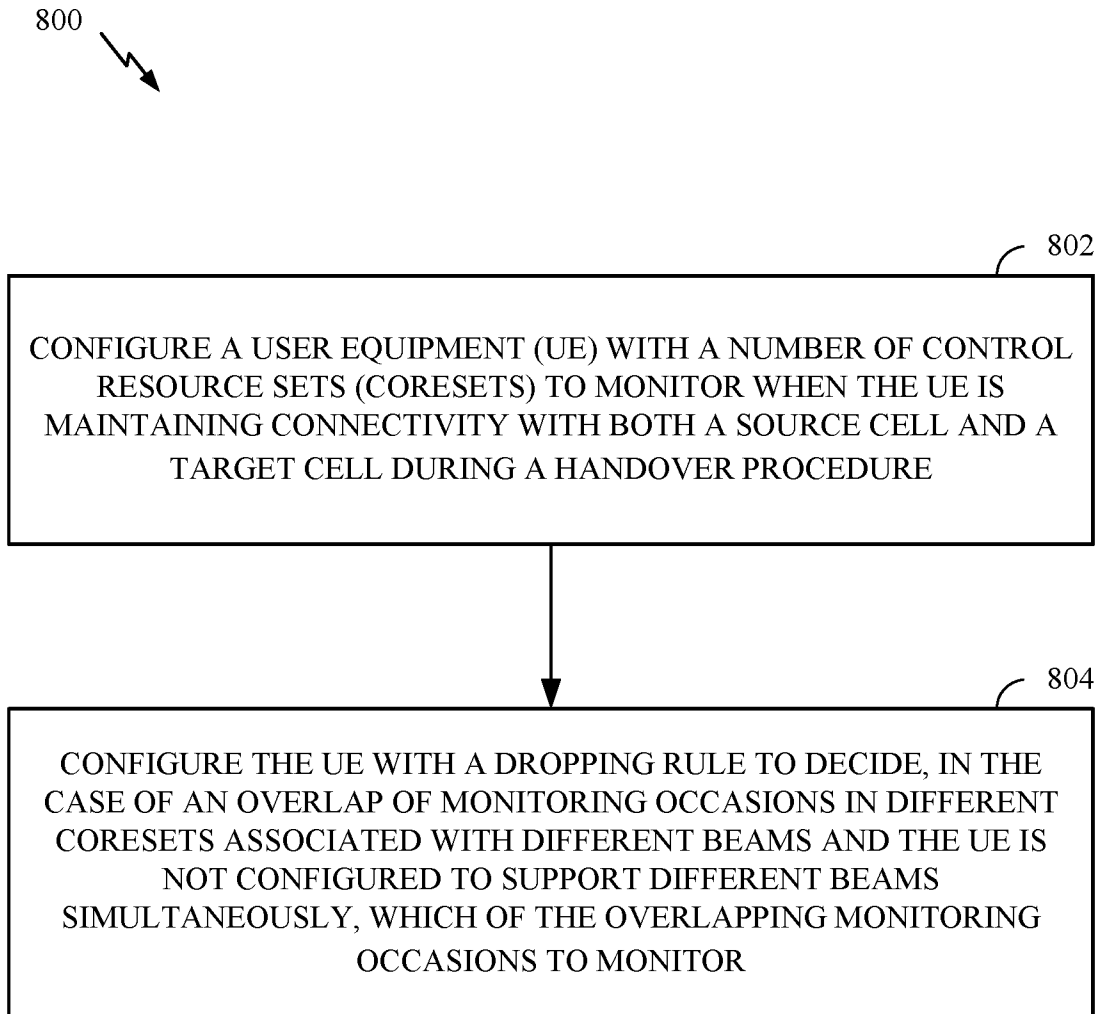 800
802
CONFIGURE A USER EQUIPMENT (UE) WITH A NUMBER OF CONTROL
RESOURCE SETS (CORESETS) TO MONITOR WHEN THE UE IS
MAINTAINING CONNECTIVITY WITH BOTH A SOURCE CELL AND A
TARGET CELL DURING A HANDOVER PROCEDURE
804
CONFIGURE THE UE WITH A DROPPING RULE TO DECIDE, IN THE
CASE OF AN OVERLAP OF MONITORING OCCASIONS IN DIFFERENT
CORESETS ASSOCIATED WITH DIFFERENT BEAMS AND THE UE IS
NOT CONFIGURED TO SUPPORT DIFFERENT BEAMS
SIMULTANEOUSLY, WHICH OF THE OVERLAPPING MONITORING
OCCASIONS TO MONITOR